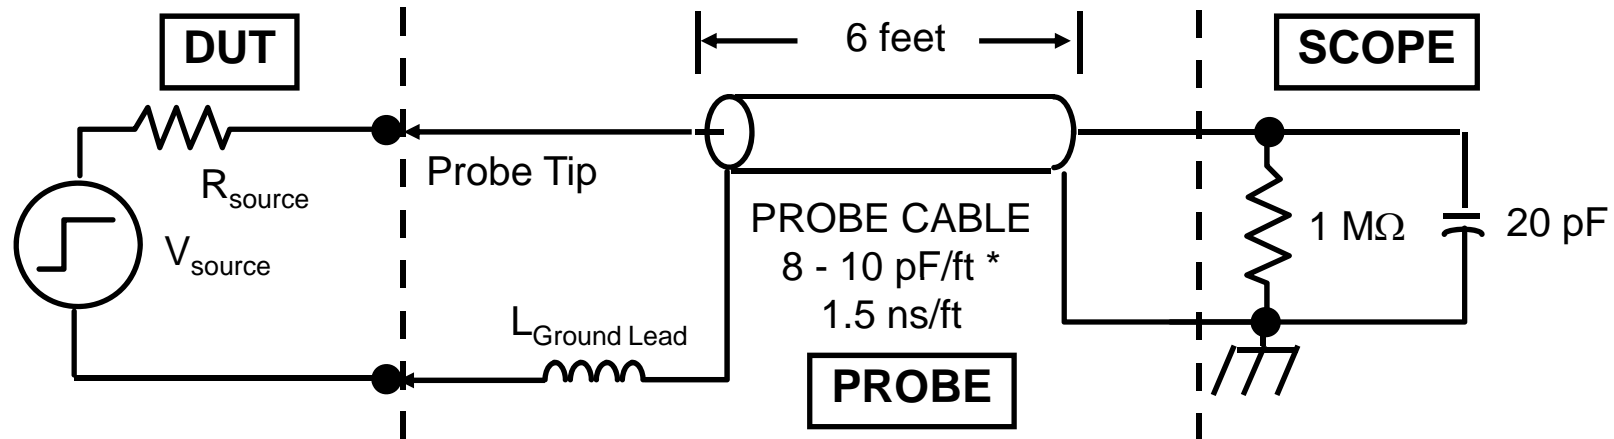 DUT
6 feet
SCOPE
Probe Tip
R_source
V_source
PROBE CABLE
8 - 10 pF/ft *
1.5 ns/ft
1 MΩ
20 pF
L_Ground Lead
PROBE